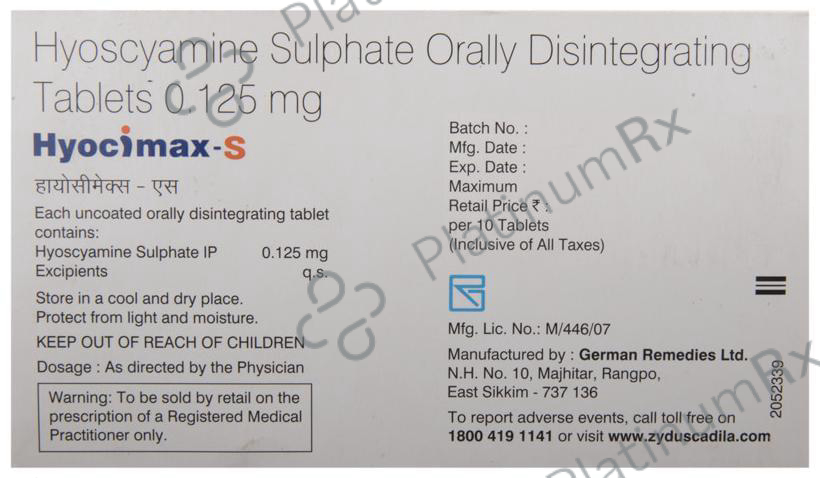 Hyoscyamine Sulphate Orally Disintegrating
Tablets 0.125 mg
Hyocimax-S
हायोसीमेक्स - एस
Each uncoated orally disintegrating tablet
contains:
Hyoscyamine Sulphate IP 0.125 mg
Excipients q.s.
Store in a cool and dry place.
Protect from light and moisture.
KEEP OUT OF REACH OF CHILDREN
Dosage : As directed by the Physician
Warning: To be sold by retail on the
prescription of a Registered Medical
Practitioner only.
Batch No. :
Mfg. Date :
Exp. Date :
Maximum
Retail Price ₹ :
per 10 Tablets
(Inclusive of All Taxes)
Mfg. Lic. No.: M/446/07
Manufactured by : German Remedies Ltd.
N.H. No. 10, Majhitar, Rangpo,
East Sikkim - 737 136
To report adverse events, call toll free on
1800 419 1141 or visit www.zyduscadila.com
2052339
PlatinumRx
PlatinumRx
PlatinumRx